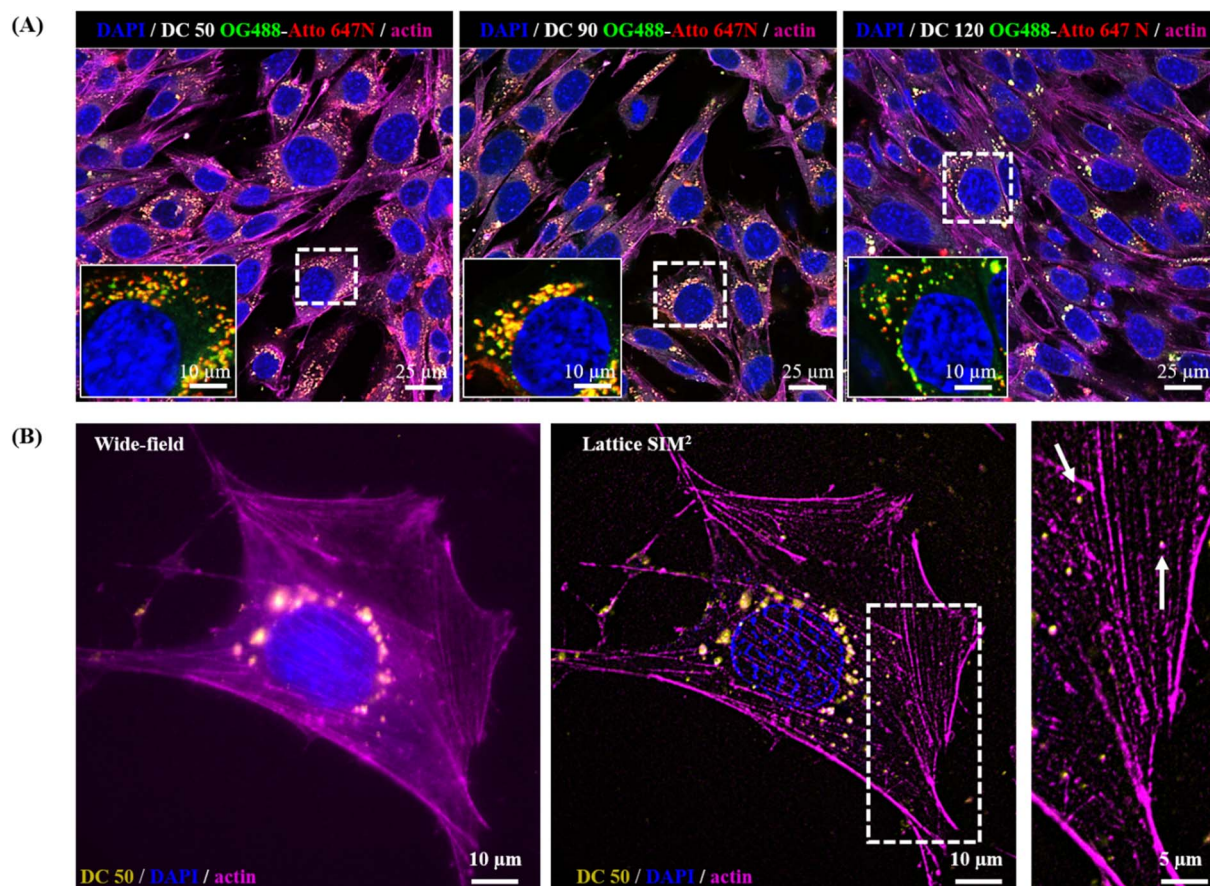 (A)
DAPI / DC 50 OG488-Atto 647N / actin
DAPI / DC 90 OG488-Atto 647N / actin
DAPI / DC 120 OG488-Atto 647 N / actin
10 µm
25 µm
10 µm
25 µm
10 µm
25 µm
(B)
Wide-field
Lattice SIM²
DC 50 / DAPI / actin
10 µm
DC 50 / DAPI / actin
10 µm
5 µm